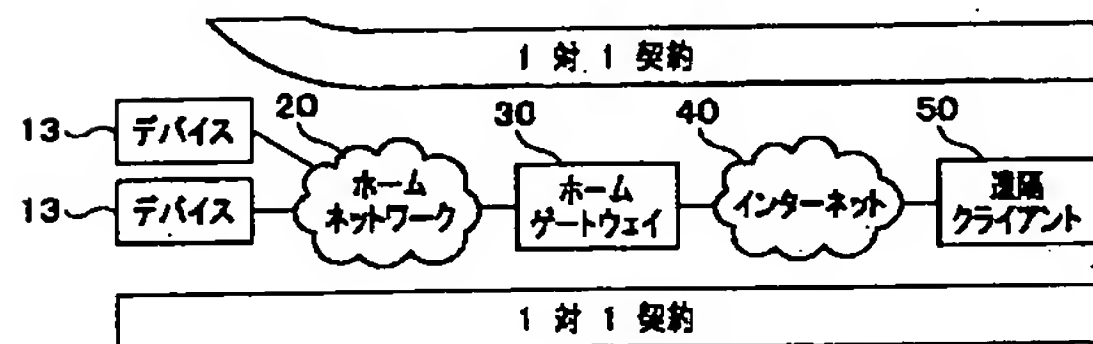 1 対 1 契約
20
30
40
50
13
デバイス
13
デバイス
ホーム
ネットワーク
ホーム
ゲートウェイ
インターネット
遠隔
クライアント
1 対 1 契約